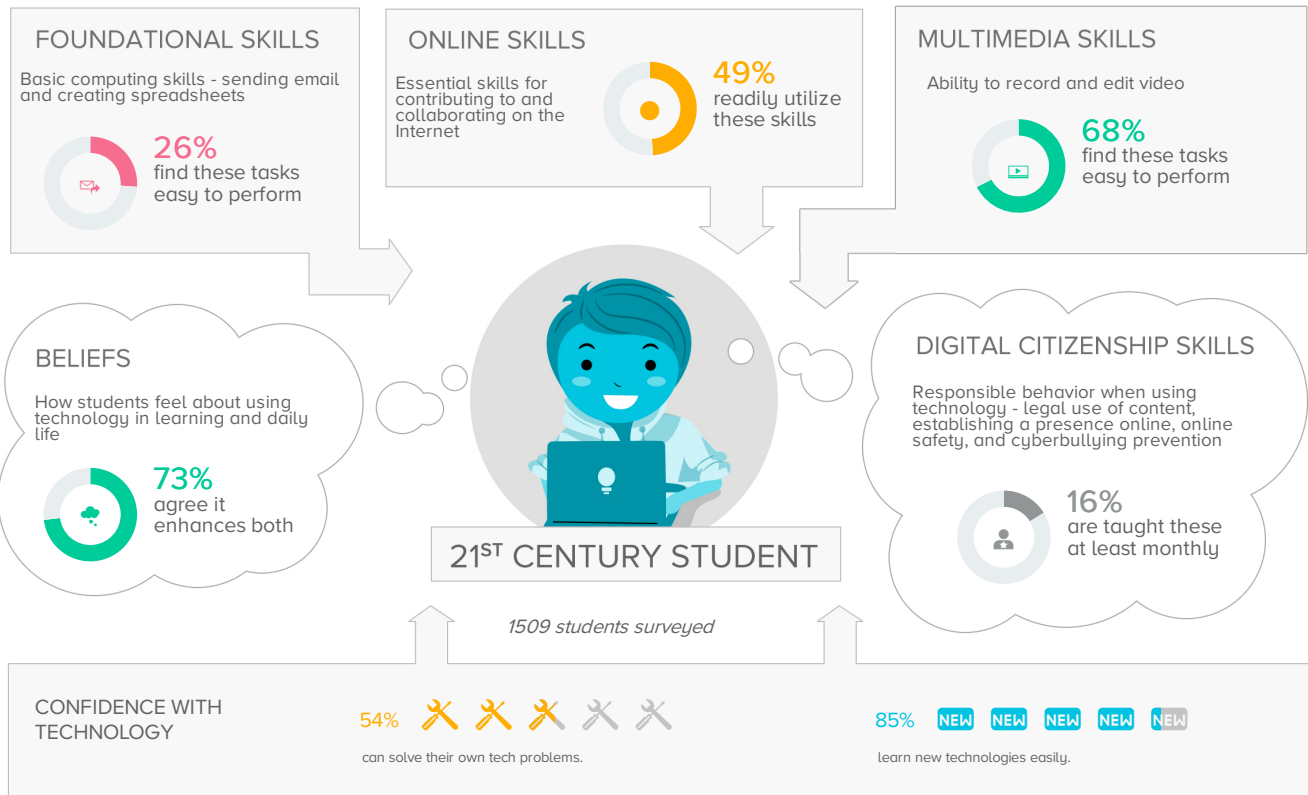 FOUNDATIONAL SKILLS
Basic computing skills - sending email
and creating spreadsheets
26%
find these tasks
easy to perform
ONLINE SKILLS
Essential skills for
contributing to and
collaborating on the
Internet
49%
readily utilize
these skills
MULTIMEDIA SKILLS
Ability to record and edit video
68%
find these tasks
easy to perform
BELIEFS
How students feel about using
technology in learning and daily
life
73%
agree it
enhances both
DIGITAL CITIZENSHIP SKILLS
Responsible behavior when using
technology - legal use of content,
establishing a presence online, online
safety, and cyberbullying prevention
16%
are taught these
at least monthly
21ST CENTURY STUDENT
1509 students surveyed
CONFIDENCE WITH
TECHNOLOGY
54%
can solve their own tech problems.
85% NEW NEW NEW NEW NEW
learn new technologies easily.